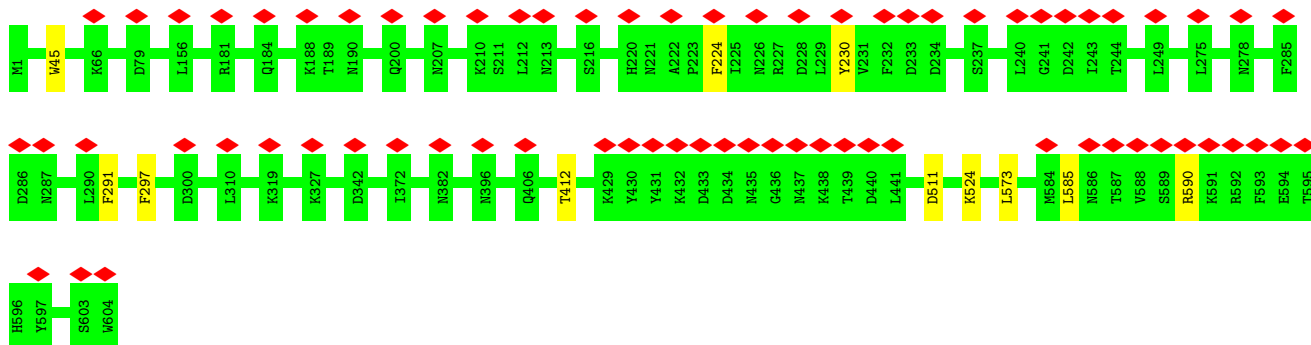 M1 W45 K66 D79 L156 R181 Q184 K188 T189 N190 Q200 N207 K210 S211 L212 N213 S216 H220 N221 A222 P223 F224 I225 N226 R227 D228 L229 Y230 V231 F232 D233 D234 S237 L240 G241 D242 I243 T244 L249 L275 N278 F285
D286 N287 L290 F291 F297 D300 L310 K319 K327 D342 I372 N382 N396 Q406 T412 K429 Y430 Y431 K432 D433 D434 N435 G436 N437 K438 T439 D440 L441 D511 K524 L573 M584 L585 N586 T587 V588 S589 R590 K591 R592 F593 E594 T595
H596 Y597 S603 W604